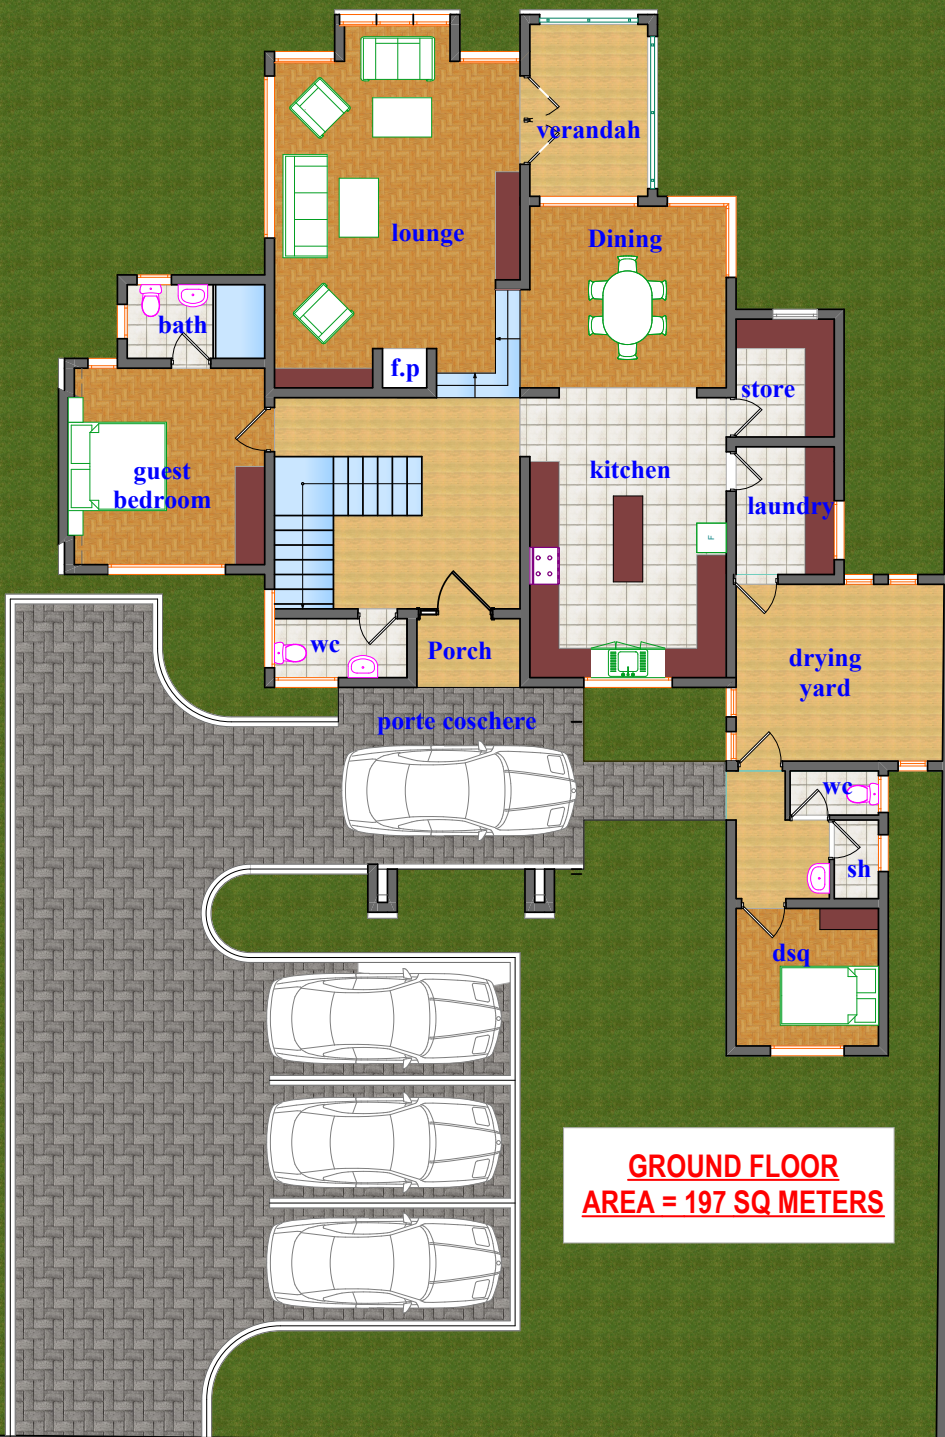 verandah
lounge
Dining
bath
f.p
store
guest
bedroom
kitchen
laundry
F
wc
Porch
drying
yard
porte coschere
wc
sh
dsq
GROUND FLOOR
AREA = 197 SQ METERS